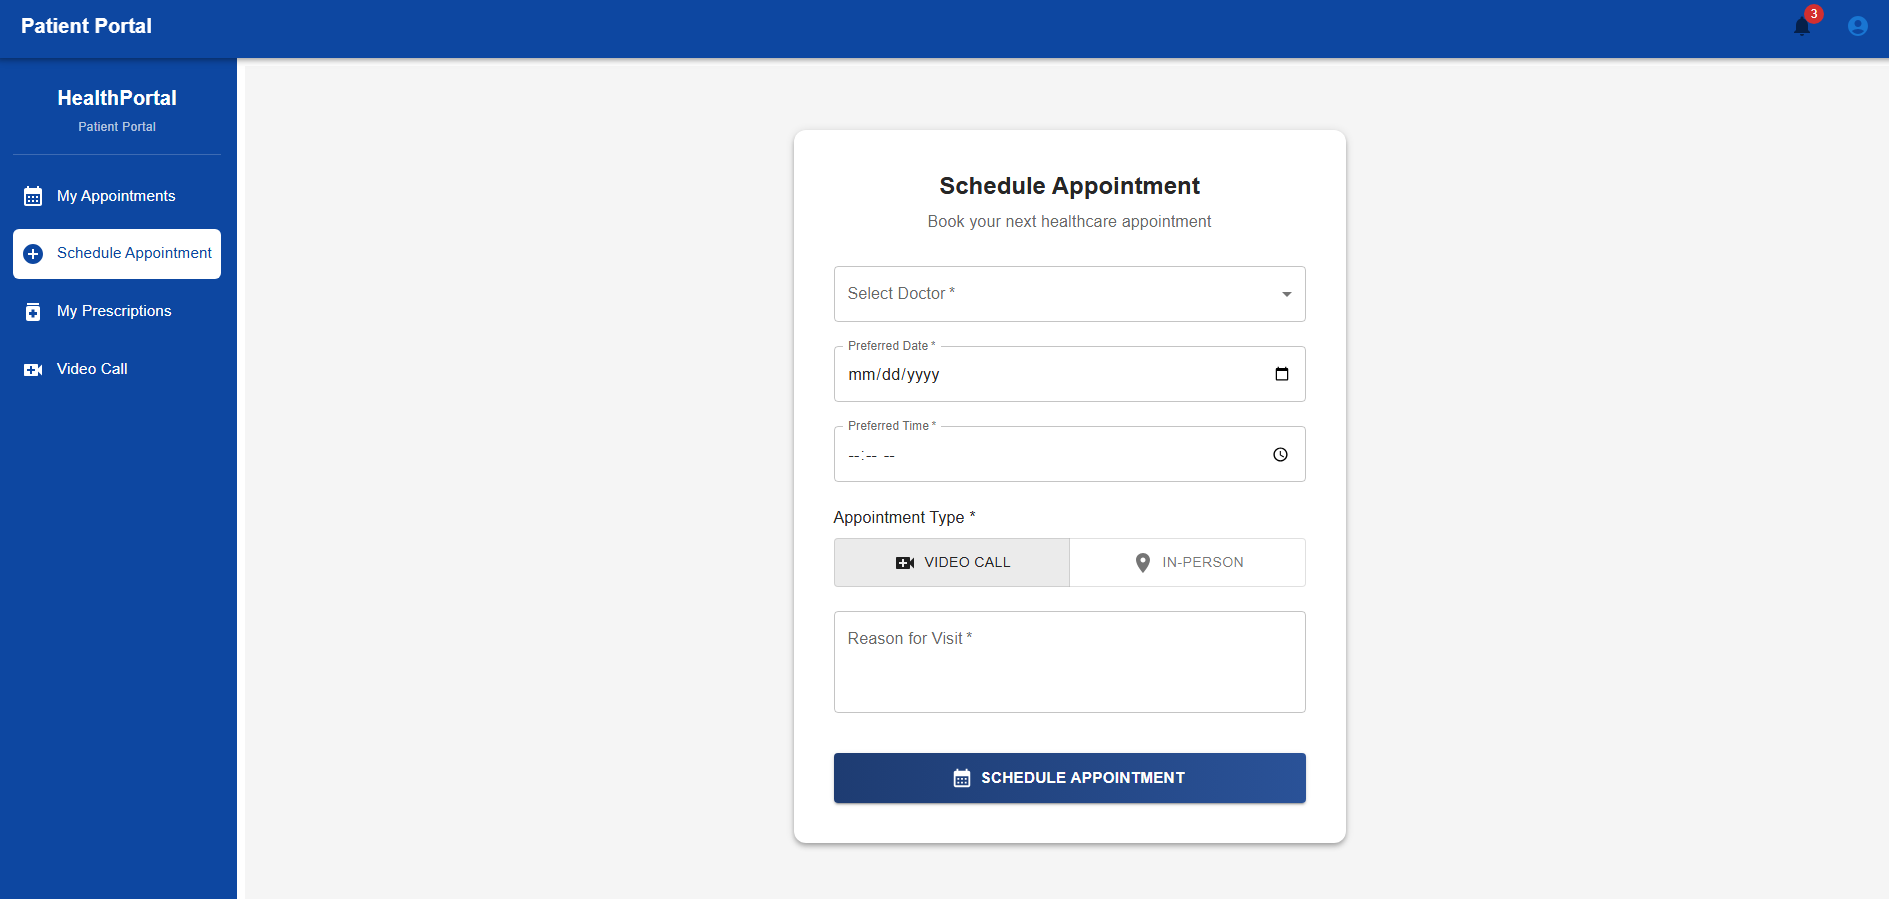 Patient Portal
3
HealthPortal
Patient Portal
My Appointments
Schedule Appointment
My Prescriptions
Video Call
Schedule Appointment
Book your next healthcare appointment
Select Doctor *
Preferred Date *
mm/dd/yyyy
Preferred Time *
--:-- --
Appointment Type *
VIDEO CALL
IN-PERSON
Reason for Visit *
SCHEDULE APPOINTMENT